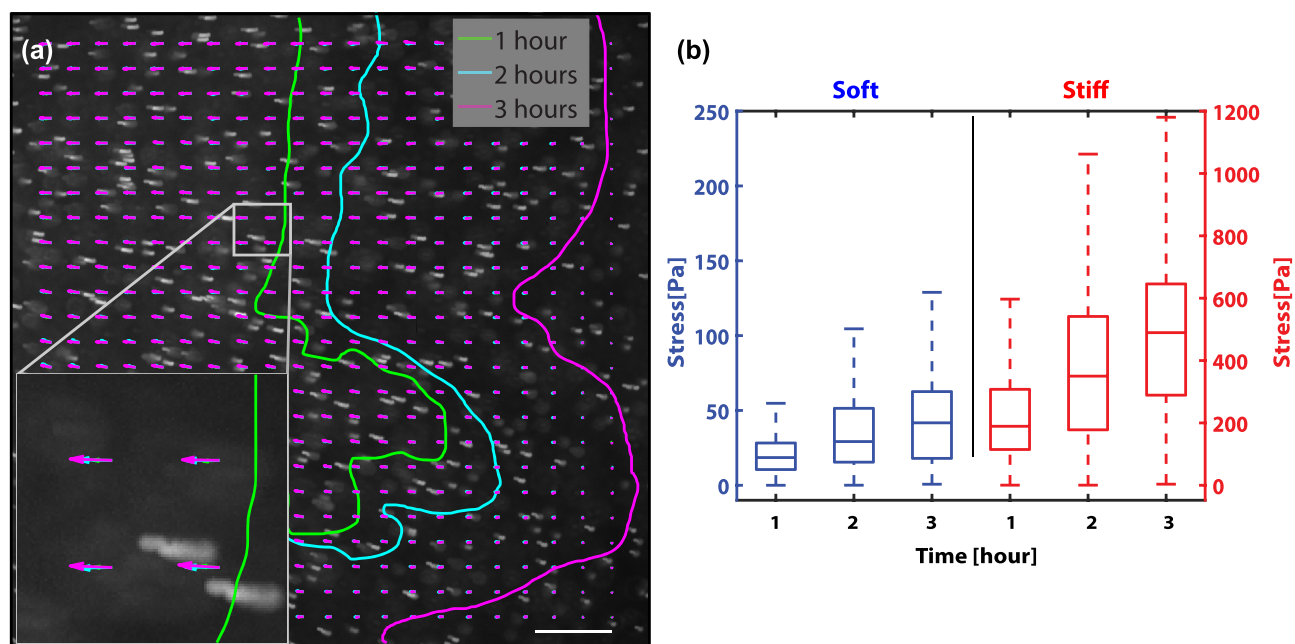 (a)
1 hour
2 hours
3 hours
(b)
Soft
Stiff
250
200
150
100
50
0
Stress[Pa]
1200
1000
800
600
400
200
0
Stress[Pa]
1 2 3 1 2 3
Time [hour]